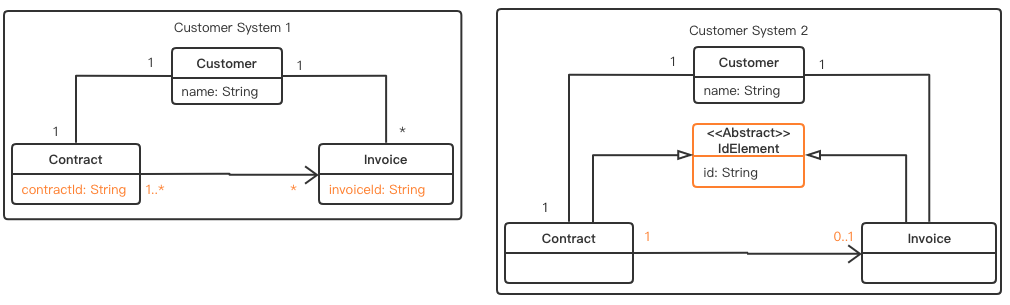 Customer System 1
1
Customer
1
name: String
1
*
Contract
Invoice
contractId: String
1..*
*
invoiceId: String
Customer System 2
1
Customer
1
name: String
<<Abstract>>
IdElement
id: String
1
Contract
1
0..1
Invoice